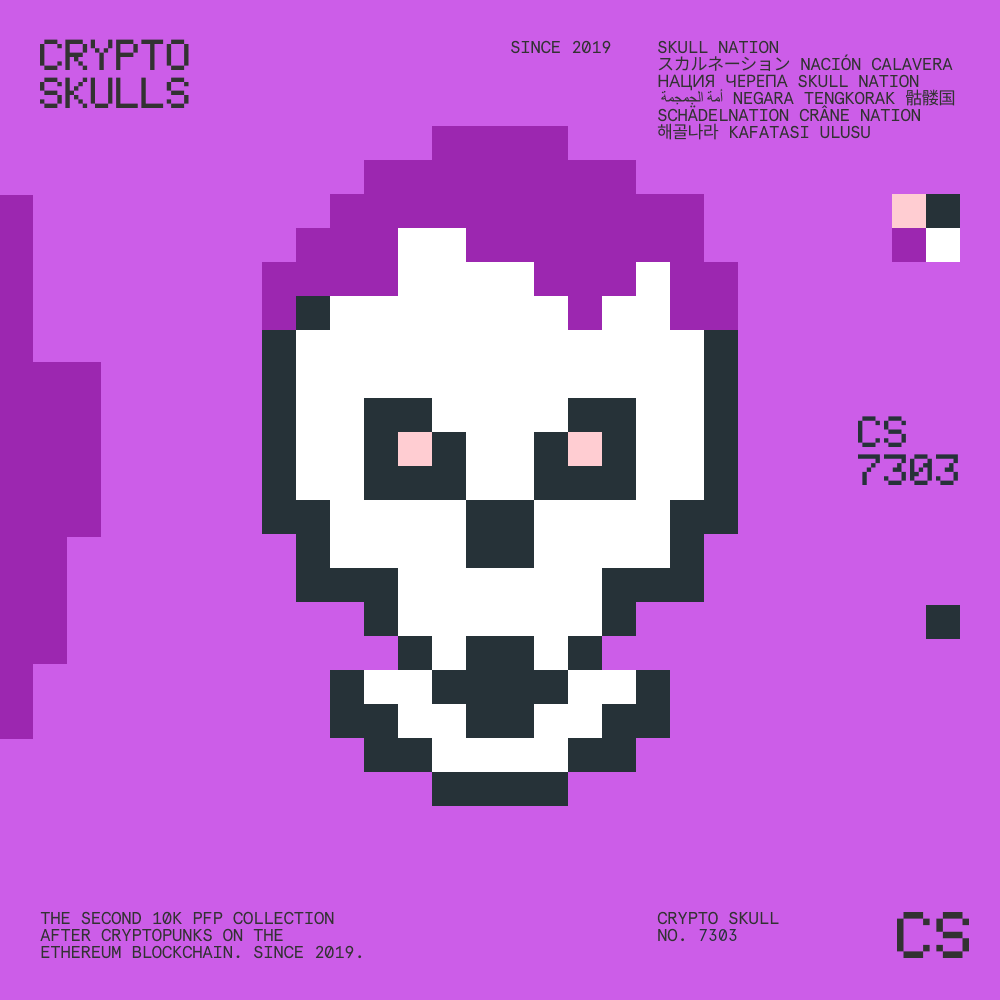 CRYPTO
SKULLS
SINCE 2019
SKULL NATION
スカルネーション NACIÓN CALAVERA
НАЦИЯ ЧЕРЕПА SKULL NATION
أمة الجمجمة NEGARA TENGKORAK 骷髅国
SCHÄDELNATION CRÂNE NATION
해골나라 KAFATASI ULUSU
CS
7303
THE SECOND 10K PFP COLLECTION
AFTER CRYPTOPUNKS ON THE
ETHEREUM BLOCKCHAIN. SINCE 2019.
CRYPTO SKULL
NO. 7303
CS